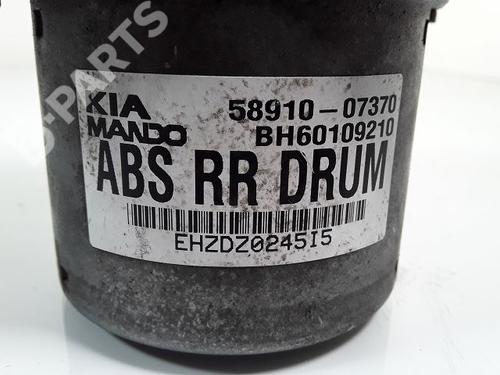 KIA 58910-07370
MANDO BH60109210
ABS RR DRUM
EHZDZ0245I5